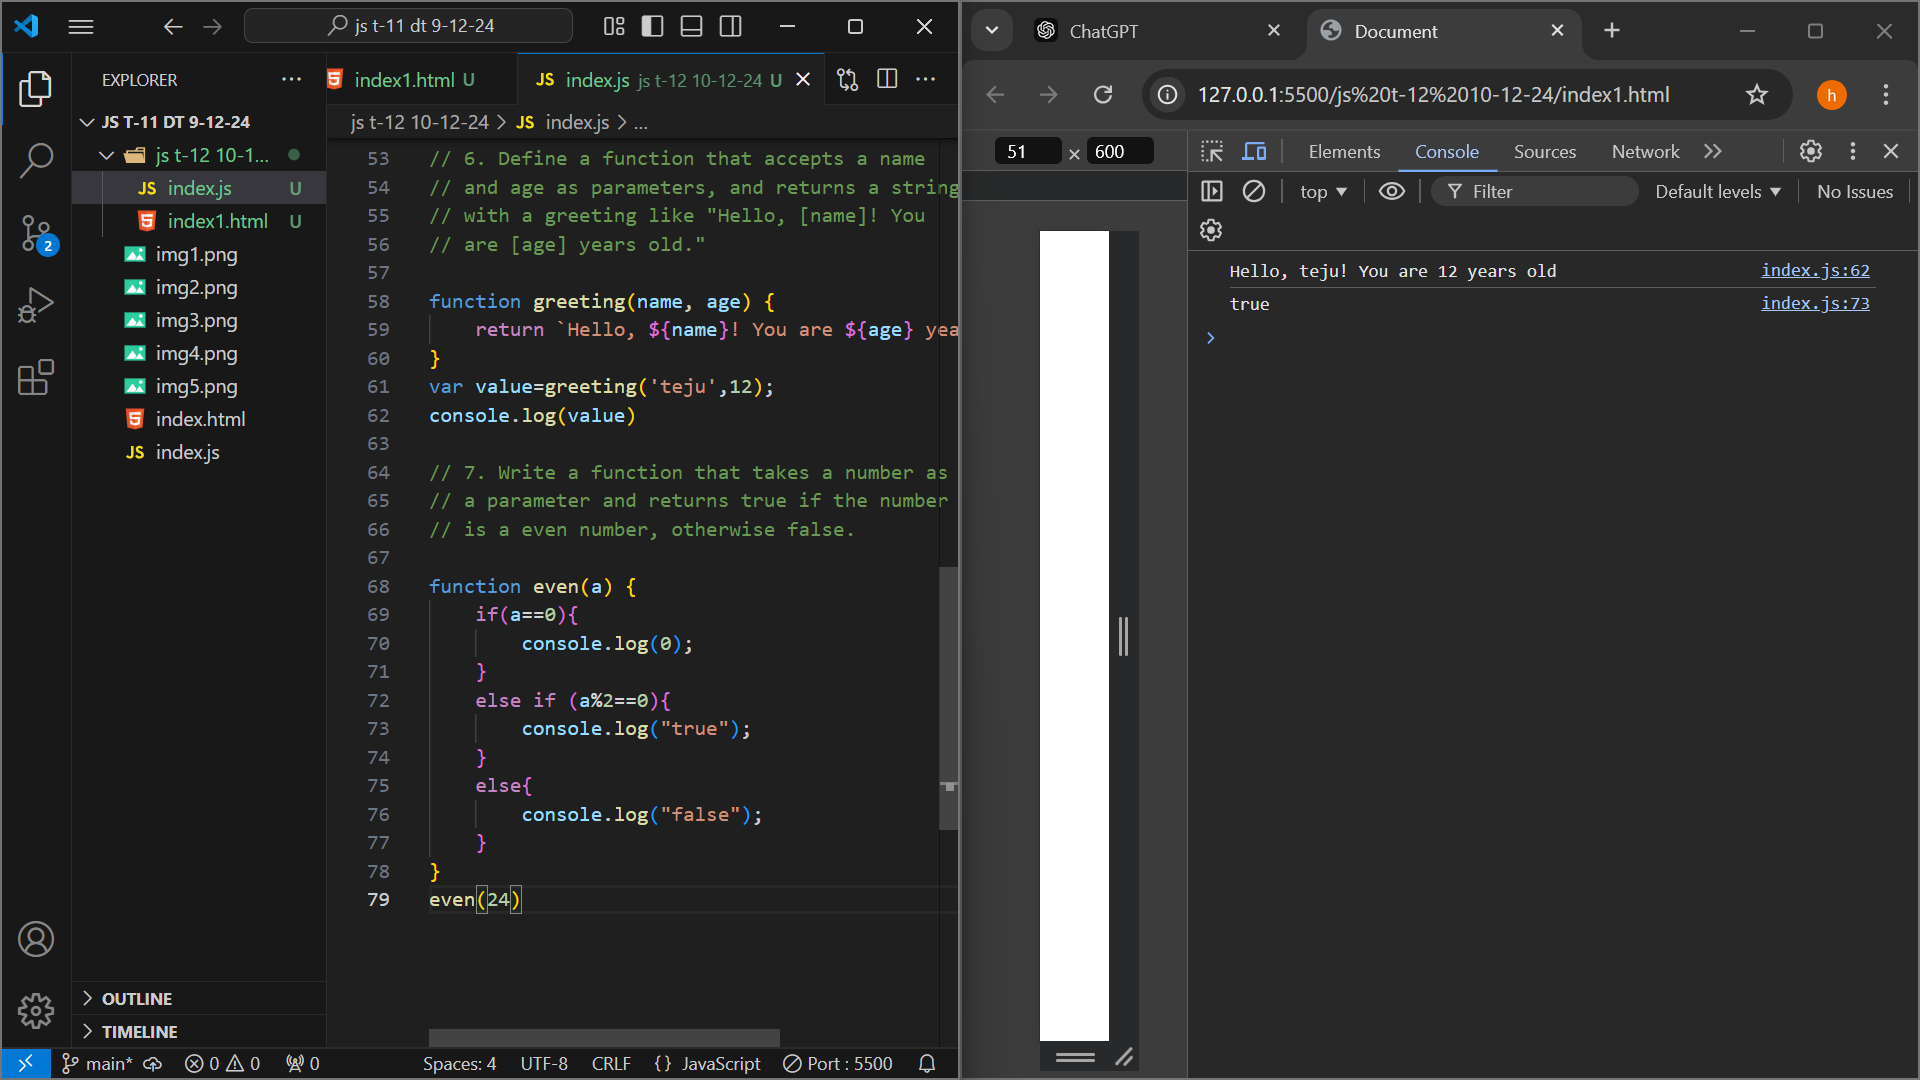 js t-11 dt 9-12-24
EXPLORER
JS T-11 DT 9-12-24
js t-12 10-1...
JS index.js U
index1.html U
img1.png
img2.png
img3.png
img4.png
img5.png
index.html
JS index.js
OUTLINE
TIMELINE
index1.html U
JS index.js js t-12 10-12-24 U
js t-12 10-12-24 > JS index.js > ...
53 // 6. Define a function that accepts a name
54 // and age as parameters, and returns a string
55 // with a greeting like "Hello, [name]! You
56 // are [age] years old."
57
58 function greeting(name, age) {
59 return `Hello, ${name}! You are ${age} yea
60 }
61 var value=greeting('teju',12);
62 console.log(value)
63
64 // 7. Write a function that takes a number as
65 // a parameter and returns true if the number
66 // is a even number, otherwise false.
67
68 function even(a) {
69 if(a==0){
70 console.log(0);
71 }
72 else if (a%2==0){
73 console.log("true");
74 }
75 else{
76 console.log("false");
77 }
78 }
79 even(24)
2
main* 0 0 0 Spaces: 4 UTF-8 CRLF {} JavaScript Port : 5500
ChatGPT
Document
127.0.0.1:5500/js%20t-12%2010-12-24/index1.html
h
51 × 600
Elements Console Sources Network
top Filter Default levels No Issues
Hello, teju! You are 12 years old index.js:62
true index.js:73